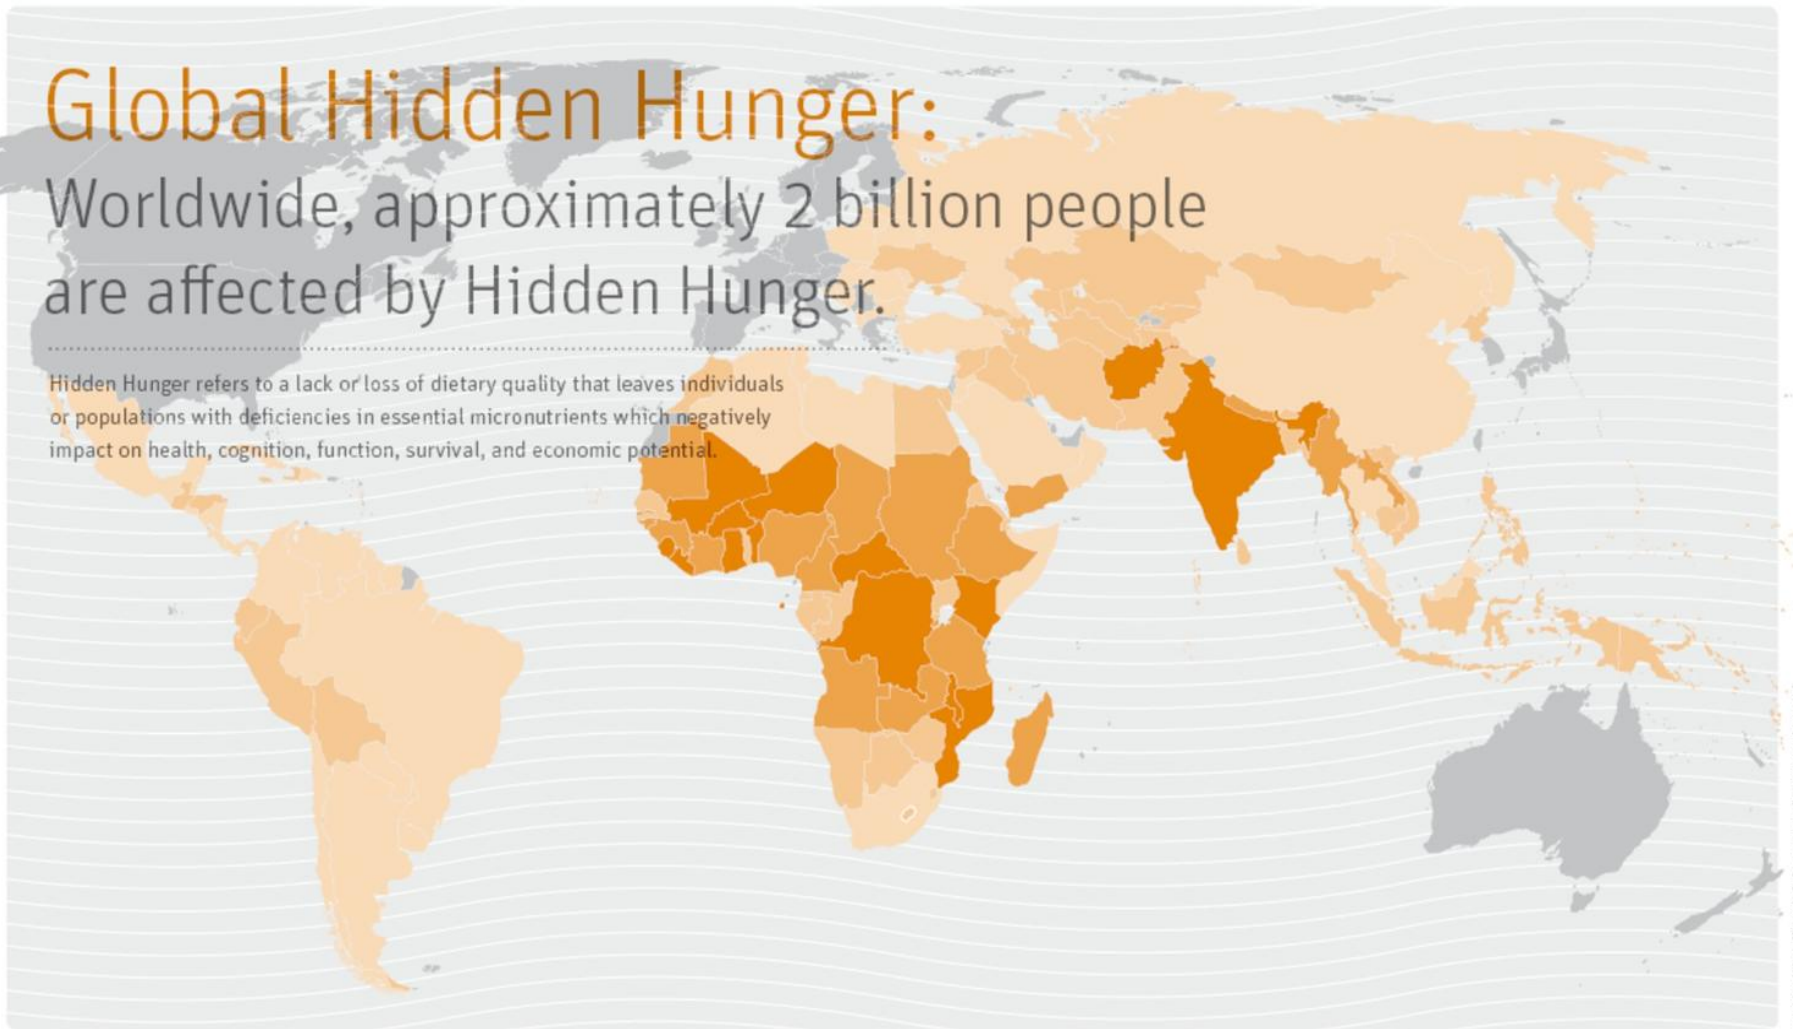 Global Hidden Hunger:
Worldwide, approximately 2 billion people
are affected by Hidden Hunger.
Hidden Hunger refers to a lack or loss of dietary quality that leaves individuals
or populations with deficiencies in essential micronutrients which negatively
impact on health, cognition, function, survival, and economic potential.